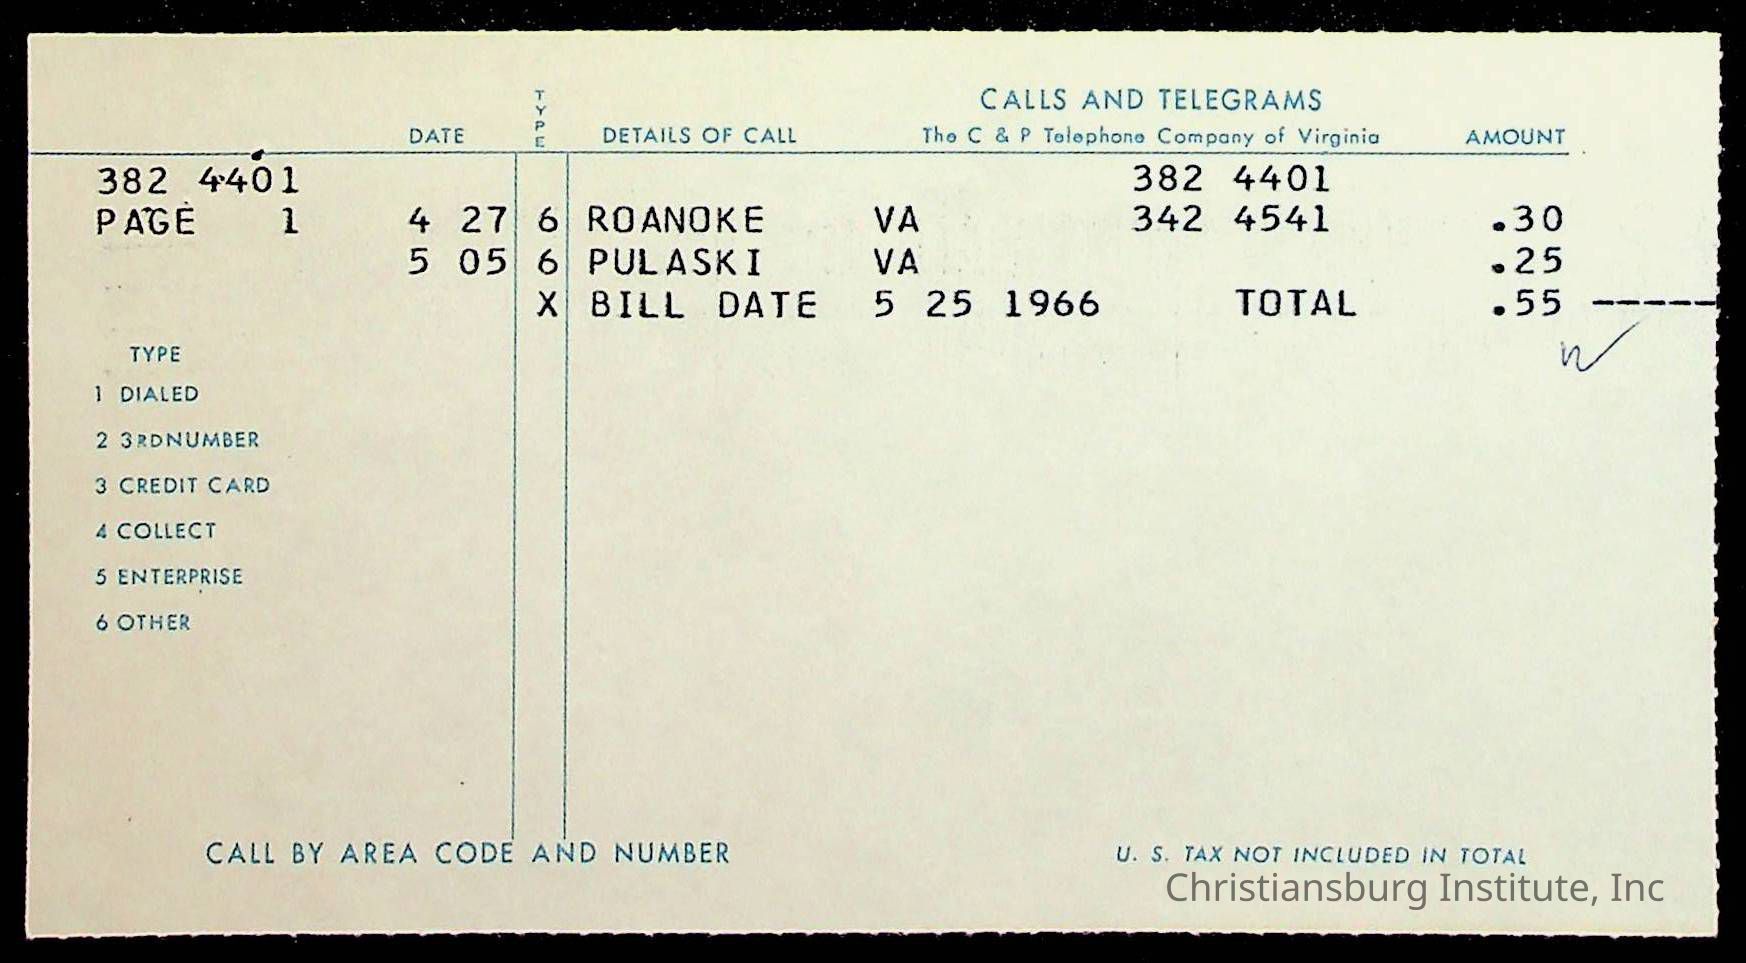 CALLS AND TELEGRAMS
DATE TYPE DETAILS OF CALL The C & P Telephone Company of Virginia AMOUNT
382 4401 382 4401
PAGE 1 4 27 6 ROANOKE VA 342 4541 .30
5 05 6 PULASKI VA .25
X BILL DATE 5 25 1966 TOTAL .55 -----
TYPE
1 DIALED
2 3RD NUMBER
3 CREDIT CARD
4 COLLECT
5 ENTERPRISE
6 OTHER
CALL BY AREA CODE AND NUMBER U. S. TAX NOT INCLUDED IN TOTAL
Christiansburg Institute, Inc